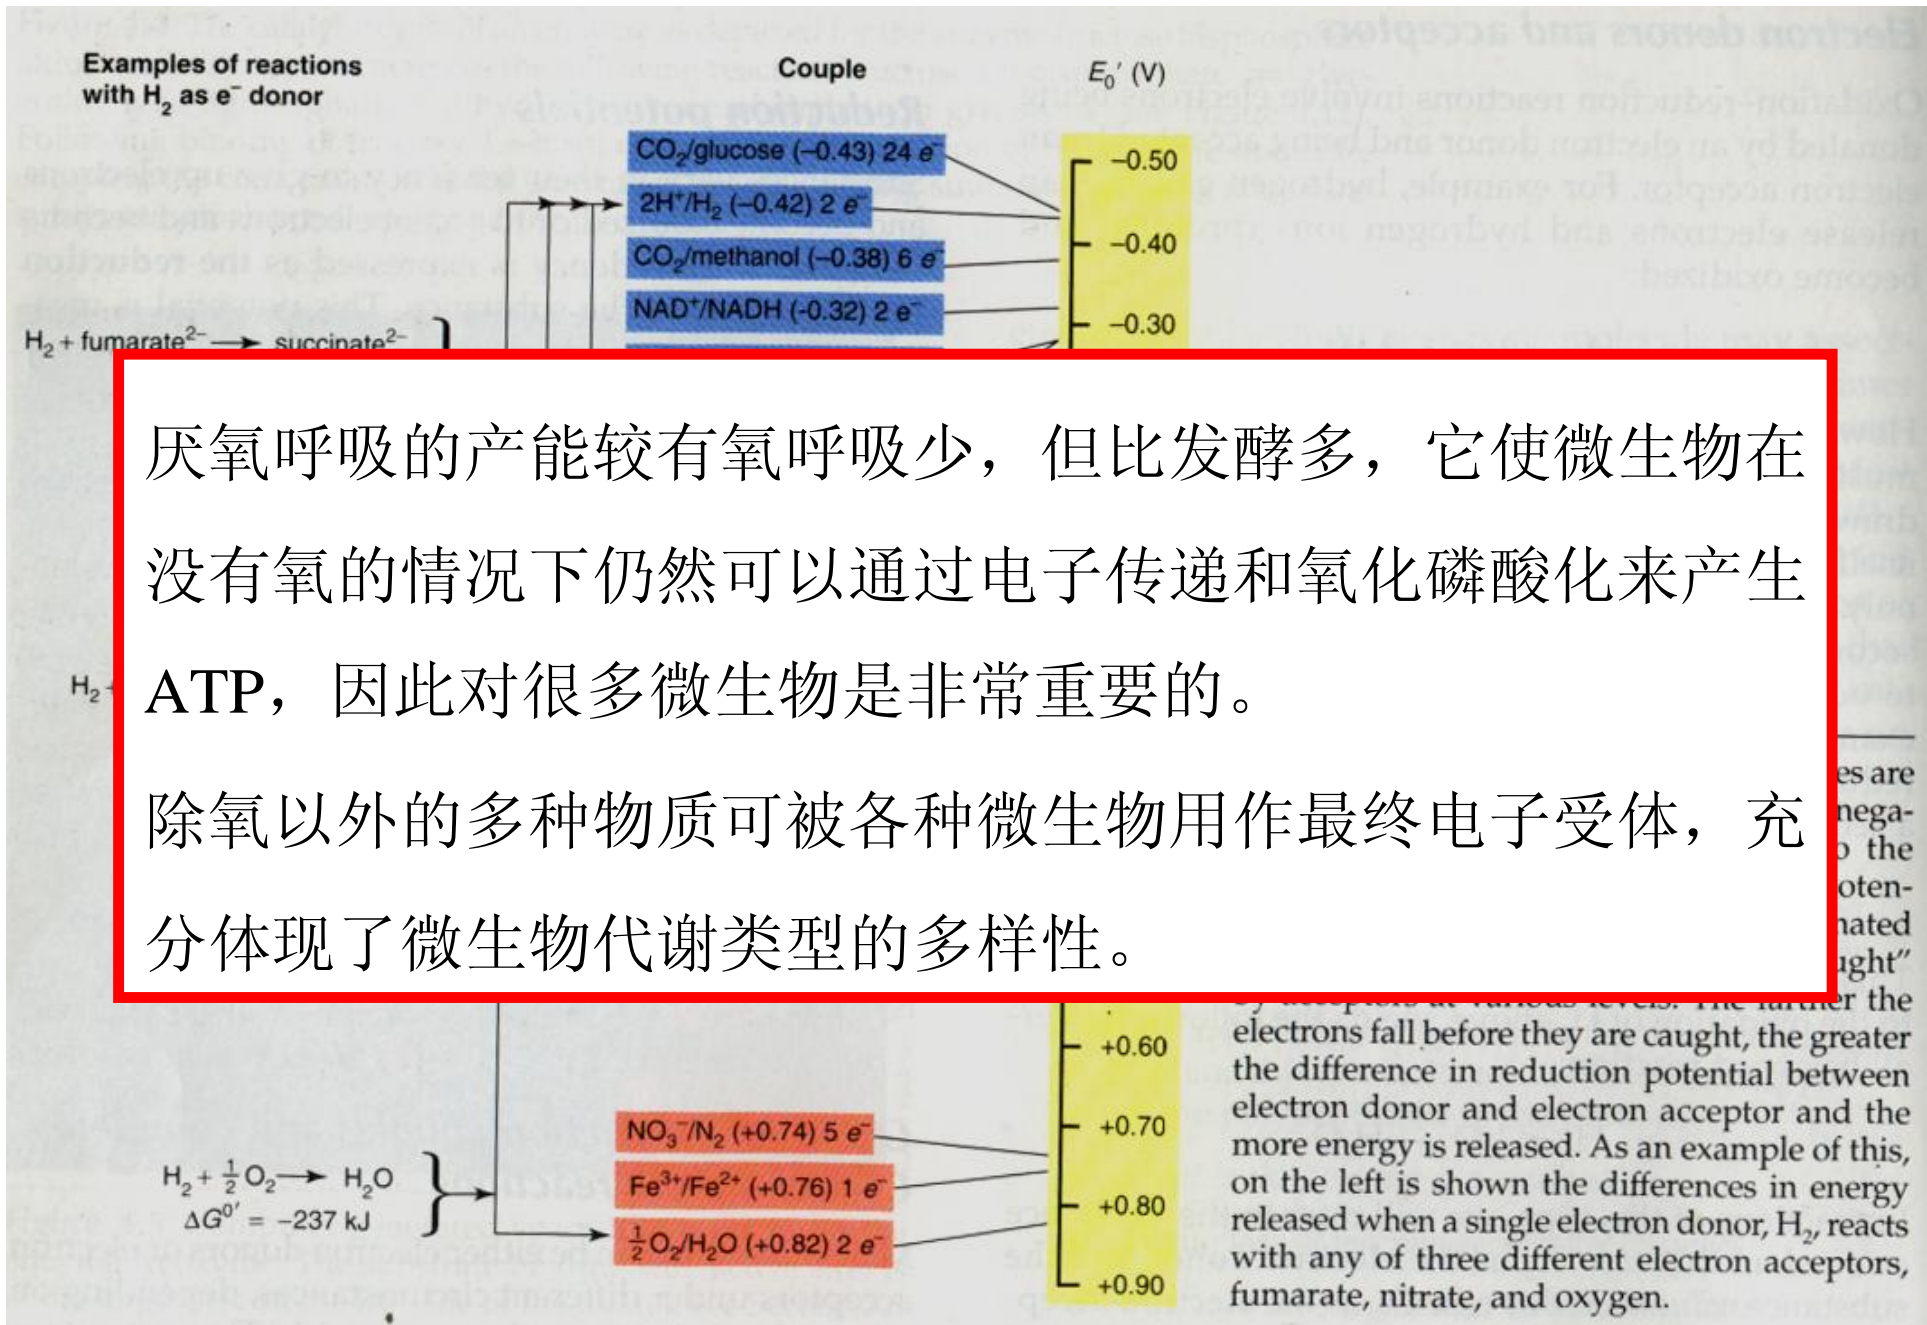 Examples of reactions
with H₂ as e⁻ donor
Couple
E₀′ (V)
CO₂/glucose (–0.43) 24 e⁻
2H⁺/H₂ (–0.42) 2 e⁻
CO₂/methanol (–0.38) 6 e⁻
NAD⁺/NADH (-0.32) 2 e⁻
–0.50
–0.40
–0.30
H₂ + fumarate²⁻ → succinate²⁻
厌氧呼吸的产能较有氧呼吸少，但比发酵多，它使微生物在
没有氧的情况下仍然可以通过电子传递和氧化磷酸化来产生
ATP，因此对很多微生物是非常重要的。
除氧以外的多种物质可被各种微生物用作最终电子受体，充
分体现了微生物代谢类型的多样性。
H₂ +
es are
nega-
o the
oten-
nated
ught”
er the
electrons fall before they are caught, the greater
the difference in reduction potential between
electron donor and electron acceptor and the
more energy is released. As an example of this,
on the left is shown the differences in energy
released when a single electron donor, H₂, reacts
with any of three different electron acceptors,
fumarate, nitrate, and oxygen.
+0.60
+0.70
+0.80
+0.90
NO₃⁻/N₂ (+0.74) 5 e⁻
Fe³⁺/Fe²⁺ (+0.76) 1 e⁻
½ O₂/H₂O (+0.82) 2 e⁻
H₂ + ½ O₂ → H₂O
ΔG⁰′ = –237 kJ